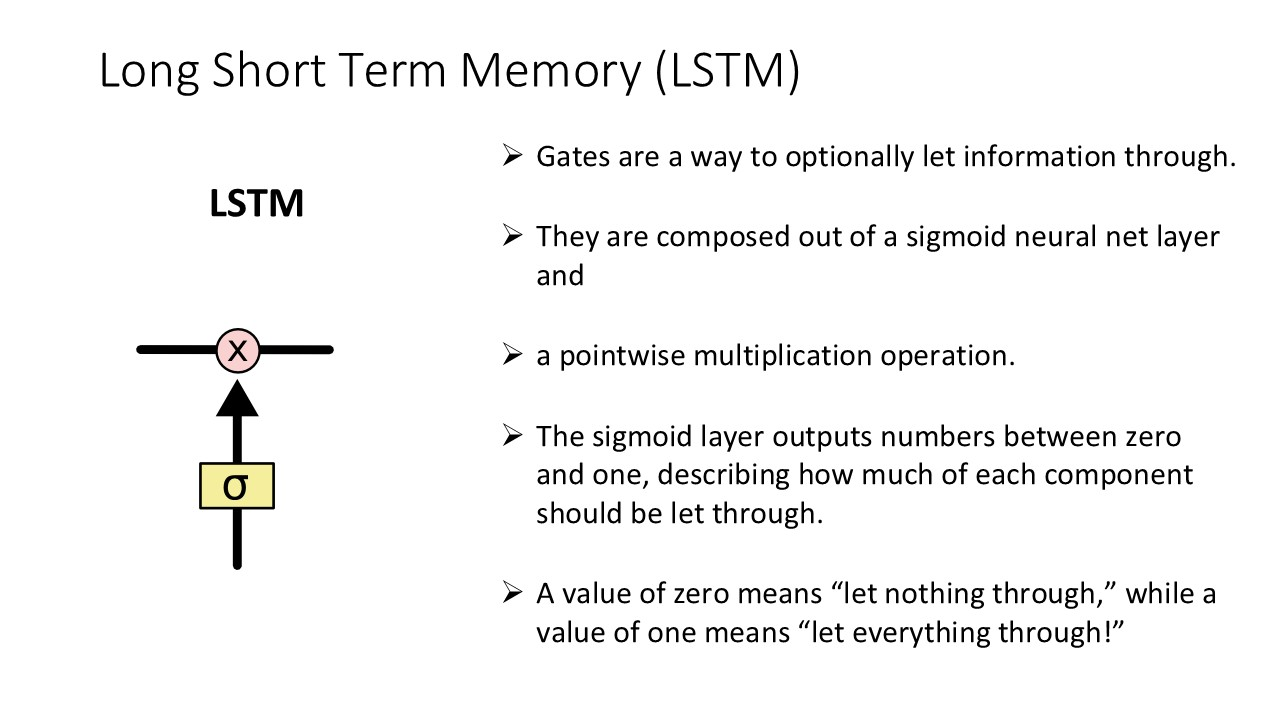 Long Short Term Memory (LSTM)
LSTM
x
σ
➢ Gates are a way to optionally let information through.
➢ They are composed out of a sigmoid neural net layer
and
➢ a pointwise multiplication operation.
➢ The sigmoid layer outputs numbers between zero
and one, describing how much of each component
should be let through.
➢ A value of zero means “let nothing through,” while a
value of one means “let everything through!”